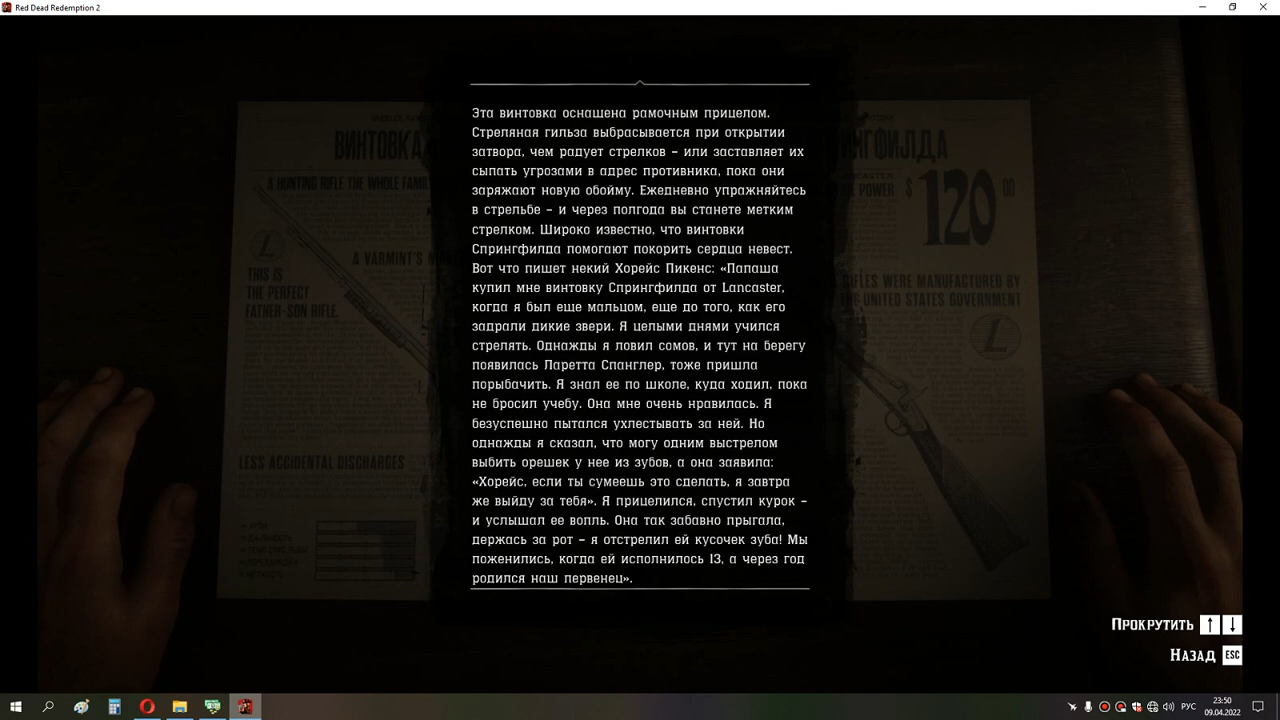 Red Dead Redemption 2
Эта винтовка оснащена рамочным прицелом.
Стреляная гильза выбрасывается при открытии
затвора, чем радует стрелков – или заставляет их
сыпать угрозами в адрес противника, пока они
заряжают новую обойму. Ежедневно упражняйтесь
в стрельбе – и через полгода вы станете метким
стрелком. Широко известно, что винтовки
Спрингфилда помогают покорить сердца невест.
Вот что пишет некий Хорейс Пикенс: «Папаша
купил мне винтовку Спрингфилда от Lancaster,
когда я был еще мальцом, еще до того, как его
задрали дикие звери. Я целыми днями учился
стрелять. Однажды я ловил сомов, и тут на берегу
появилась Ларетта Спанглер, тоже пришла
порыбачить. Я знал ее по школе, куда ходил, пока
не бросил учебу. Она мне очень нравилась. Я
безуспешно пытался ухлестывать за ней. Но
однажды я сказал, что могу одним выстрелом
выбить орешек у нее из зубов, а она заявила:
«Хорейс, если ты сумеешь это сделать, я завтра
же выйду за тебя». Я прицелился, спустил курок –
и услышал ее вопль. Она так забавно прыгала,
держась за рот – я отстрелил ей кусочек зуба! Мы
поженились, когда ей исполнилось 13, а через год
родился наш первенец».
ВИНТОВКА
A HUNTING RIFLE THE WHOLE FAMIL
A VARMINT'S
THIS IS
THE PERFECT
FATHER-SON RIFLE.
LESS ACCIDENTAL DISCHARGES
НГФИЛДА
POWER
$120
RIFLES WERE MANUFACTURED BY
THE UNITED STATES GOVERNMENT
Прокрутить ↑ ↓
Назад ESC
РУС
23:50
09.04.2022